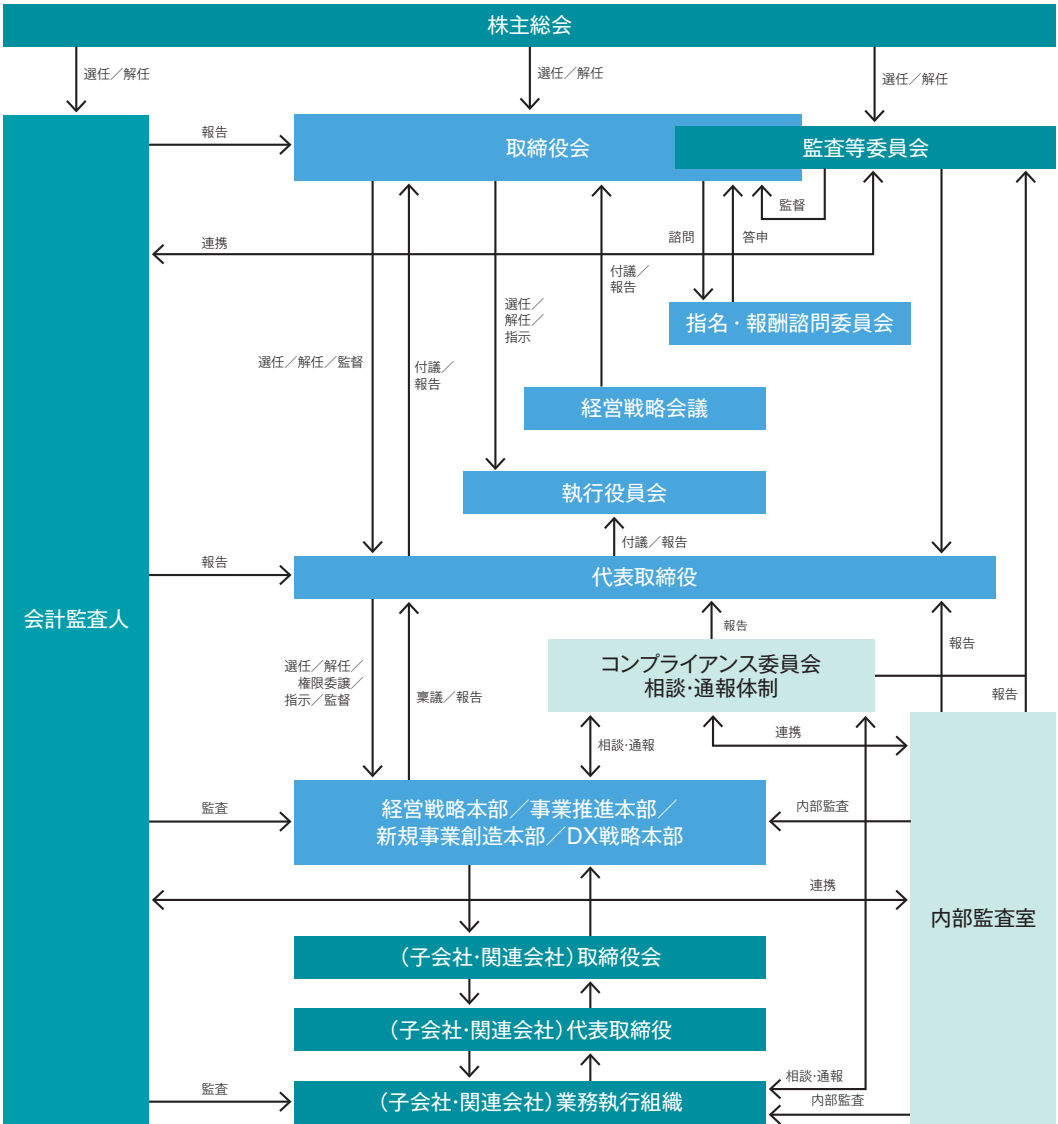 株主総会
選任／解任
選任／解任
選任／解任
報告
取締役会
監査等委員会
監督
連携
諮問
答申
付議／
報告
選任／
解任／
指示
指名・報酬諮問委員会
選任／解任／監督
付議／
報告
経営戦略会議
執行役員会
付議／報告
報告
代表取締役
会計監査人
報告
報告
コンプライアンス委員会
相談・通報体制
選任／解任／
権限委譲／
指示／監督
稟議／報告
報告
連携
相談・通報
監査
経営戦略本部／事業推進本部／
新規事業創造本部／DX戦略本部
内部監査
連携
内部監査室
（子会社・関連会社）取締役会
（子会社・関連会社）代表取締役
相談・通報
監査
（子会社・関連会社）業務執行組織
内部監査